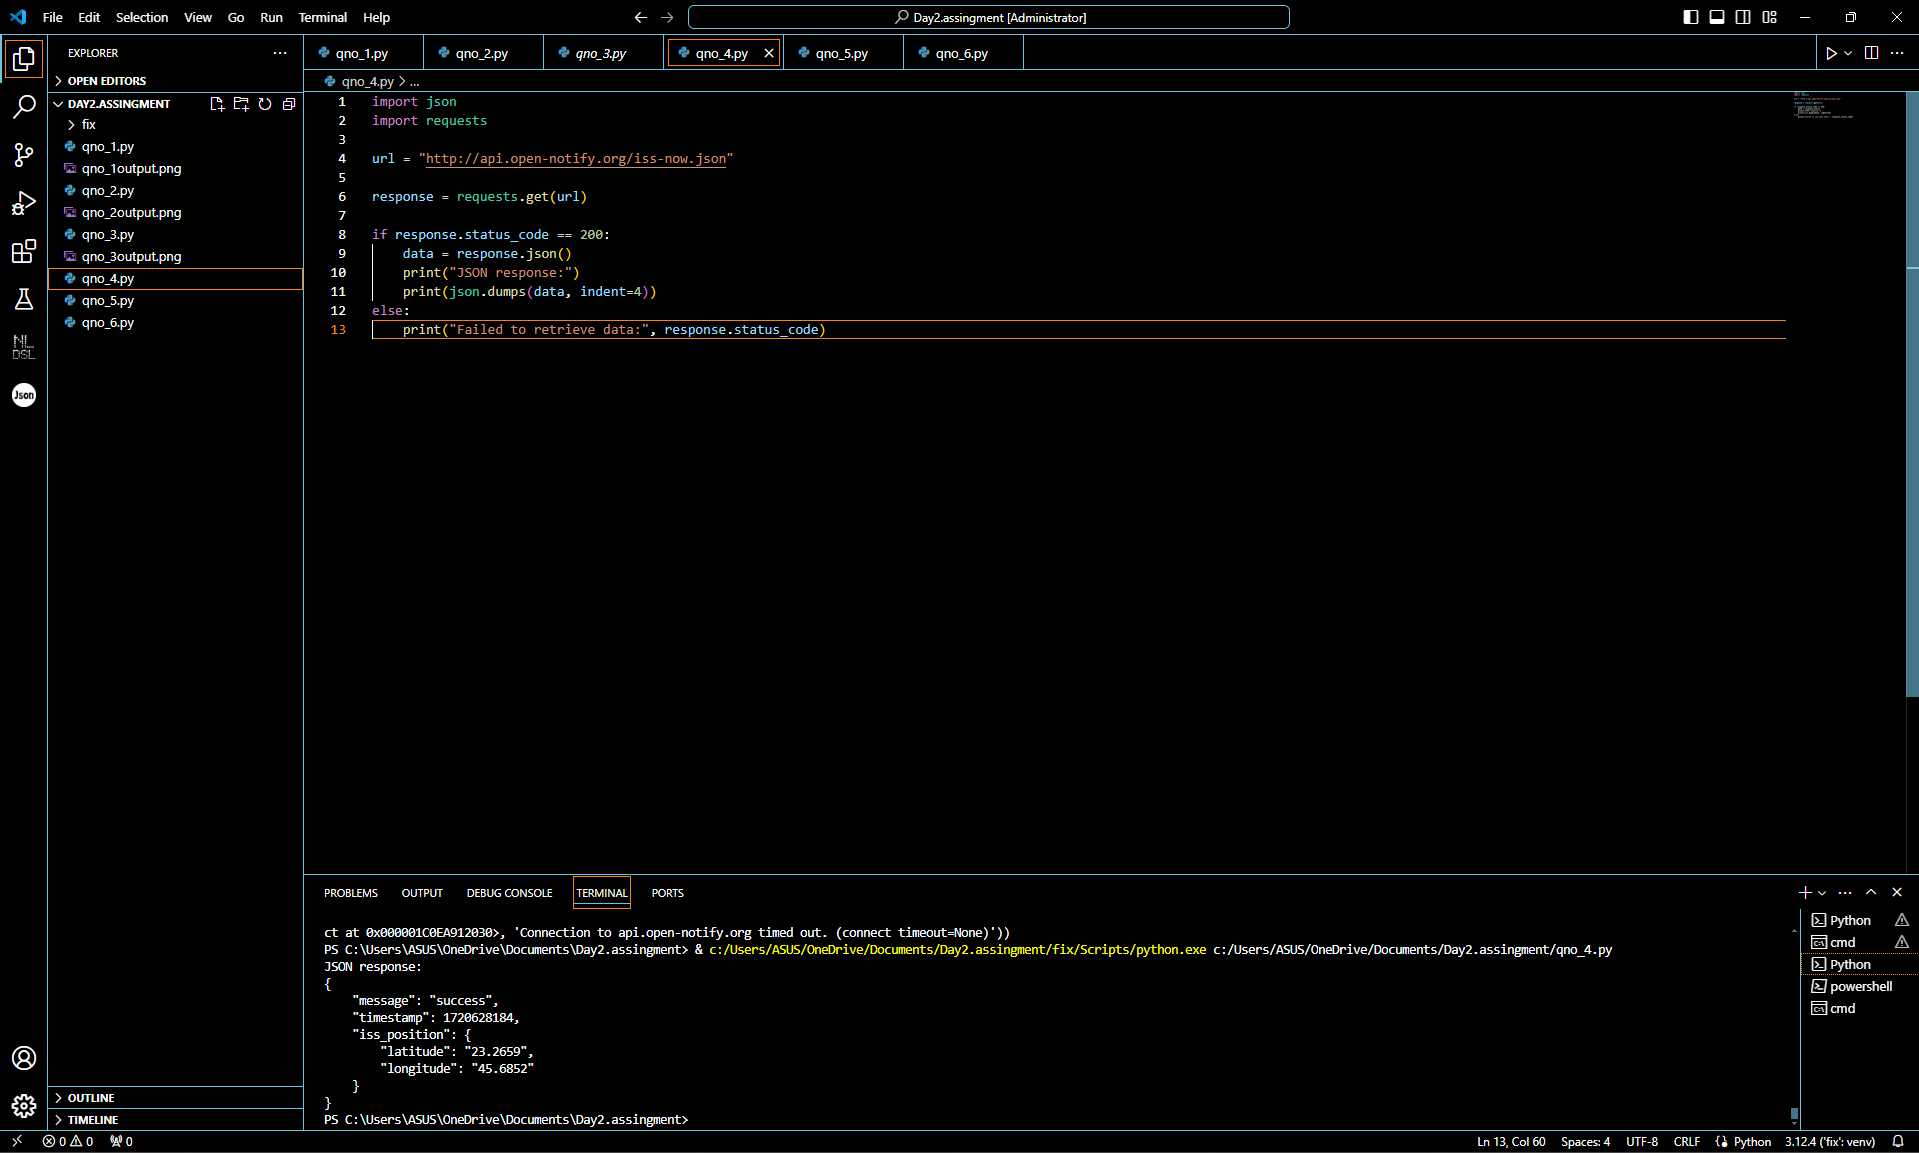 File Edit Selection View Go Run Terminal Help
Day2.assingment [Administrator]
EXPLORER
OPEN EDITORS
DAY2.ASSINGMENT
fix
qno_1.py
qno_1output.png
qno_2.py
qno_2output.png
qno_3.py
qno_3output.png
qno_4.py
qno_5.py
qno_6.py
NL
DSL
Json
OUTLINE
TIMELINE
qno_1.py qno_2.py qno_3.py qno_4.py qno_5.py qno_6.py
qno_4.py > ...
1 import json
2 import requests
3
4 url = "http://api.open-notify.org/iss-now.json"
5
6 response = requests.get(url)
7
8 if response.status_code == 200:
9     data = response.json()
10     print("JSON response:")
11     print(json.dumps(data, indent=4))
12 else:
13     print("Failed to retrieve data:", response.status_code)
PROBLEMS OUTPUT DEBUG CONSOLE TERMINAL PORTS
ct at 0x000001C0EA912030>, 'Connection to api.open-notify.org timed out. (connect timeout=None)'))
PS C:\Users\ASUS\OneDrive\Documents\Day2.assingment> & c:/Users/ASUS/OneDrive/Documents/Day2.assingment/fix/Scripts/python.exe c:/Users/ASUS/OneDrive/Documents/Day2.assingment/qno_4.py
JSON response:
{
    "message": "success",
    "timestamp": 1720628184,
    "iss_position": {
        "latitude": "23.2659",
        "longitude": "45.6852"
    }
}
PS C:\Users\ASUS\OneDrive\Documents\Day2.assingment>
Python
cmd
Python
powershell
cmd
0 0 0
Ln 13, Col 60 Spaces: 4 UTF-8 CRLF Python 3.12.4 ('fix': venv)